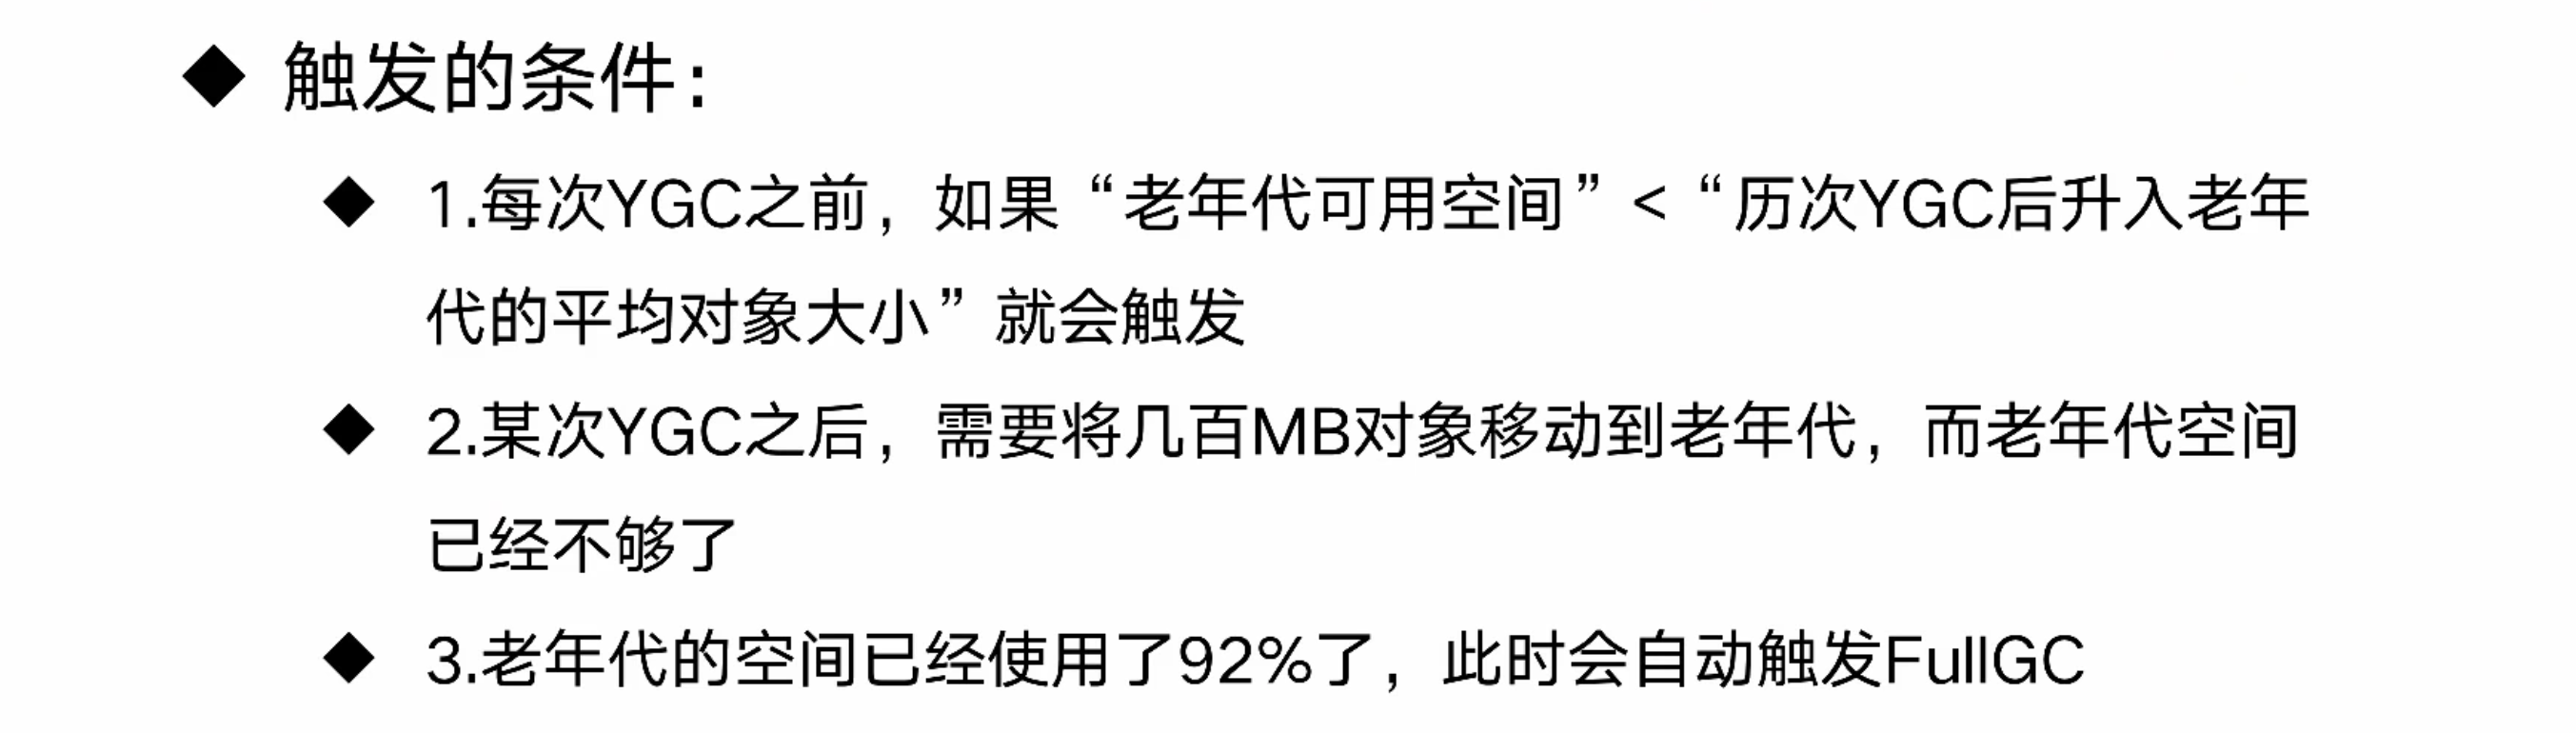 触发的条件：
1.每次YGC之前，如果“老年代可用空间”<“历次YGC后升入老年
代的平均对象大小”就会触发
2.某次YGC之后，需要将几百MB对象移动到老年代，而老年代空间
已经不够了
3.老年代的空间已经使用了92%了，此时会自动触发FullGC